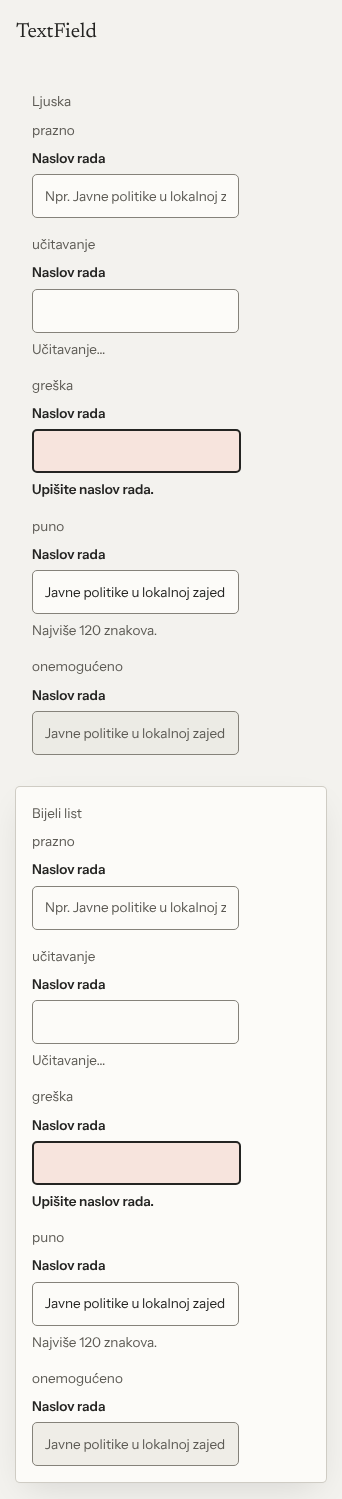 TextField
Ljuska
prazno
Naslov rada
Npr. Javne politike u lokalnoj z
učitavanje
Naslov rada
Učitavanje...
greška
Naslov rada
Upišite naslov rada.
puno
Naslov rada
Javne politike u lokalnoj zajed
Najviše 120 znakova.
onemogućeno
Naslov rada
Javne politike u lokalnoj zajed
Bijeli list
prazno
Naslov rada
Npr. Javne politike u lokalnoj z
učitavanje
Naslov rada
Učitavanje...
greška
Naslov rada
Upišite naslov rada.
puno
Naslov rada
Javne politike u lokalnoj zajed
Najviše 120 znakova.
onemogućeno
Naslov rada
Javne politike u lokalnoj zajed